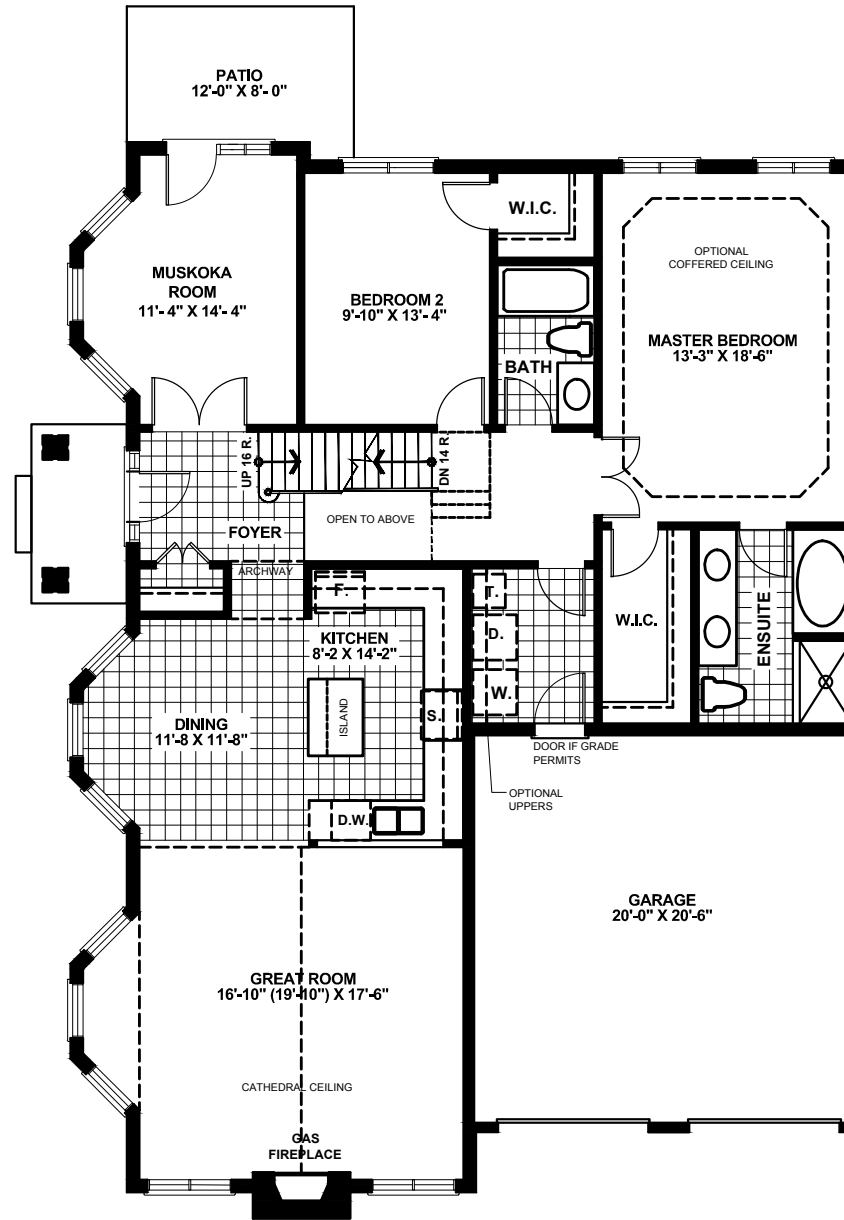 PATIO
12'-0" X 8'- 0"
W.I.C.
OPTIONAL
COFFERED CEILING
MUSKOKA
ROOM
11'- 4" X 14'- 4"
BEDROOM 2
9'-10" X 13'- 4"
MASTER BEDROOM
13'-3" X 18'-6"
BATH
UP 16 R.
DN 14 R.
FOYER
OPEN TO ABOVE
ARCHWAY
F.
T.
KITCHEN
8'-2 X 14'-2"
D.
W.I.C.
ENSUITE
W.
ISLAND
S.
DINING
11'-8 X 11'-8"
DOOR IF GRADE
PERMITS
OPTIONAL
UPPERS
D.W.
GARAGE
20'-0" X 20'-6"
GREAT ROOM
16'-10" (19'-10") X 17'-6"
CATHEDRAL CEILING
GAS
FIREPLACE